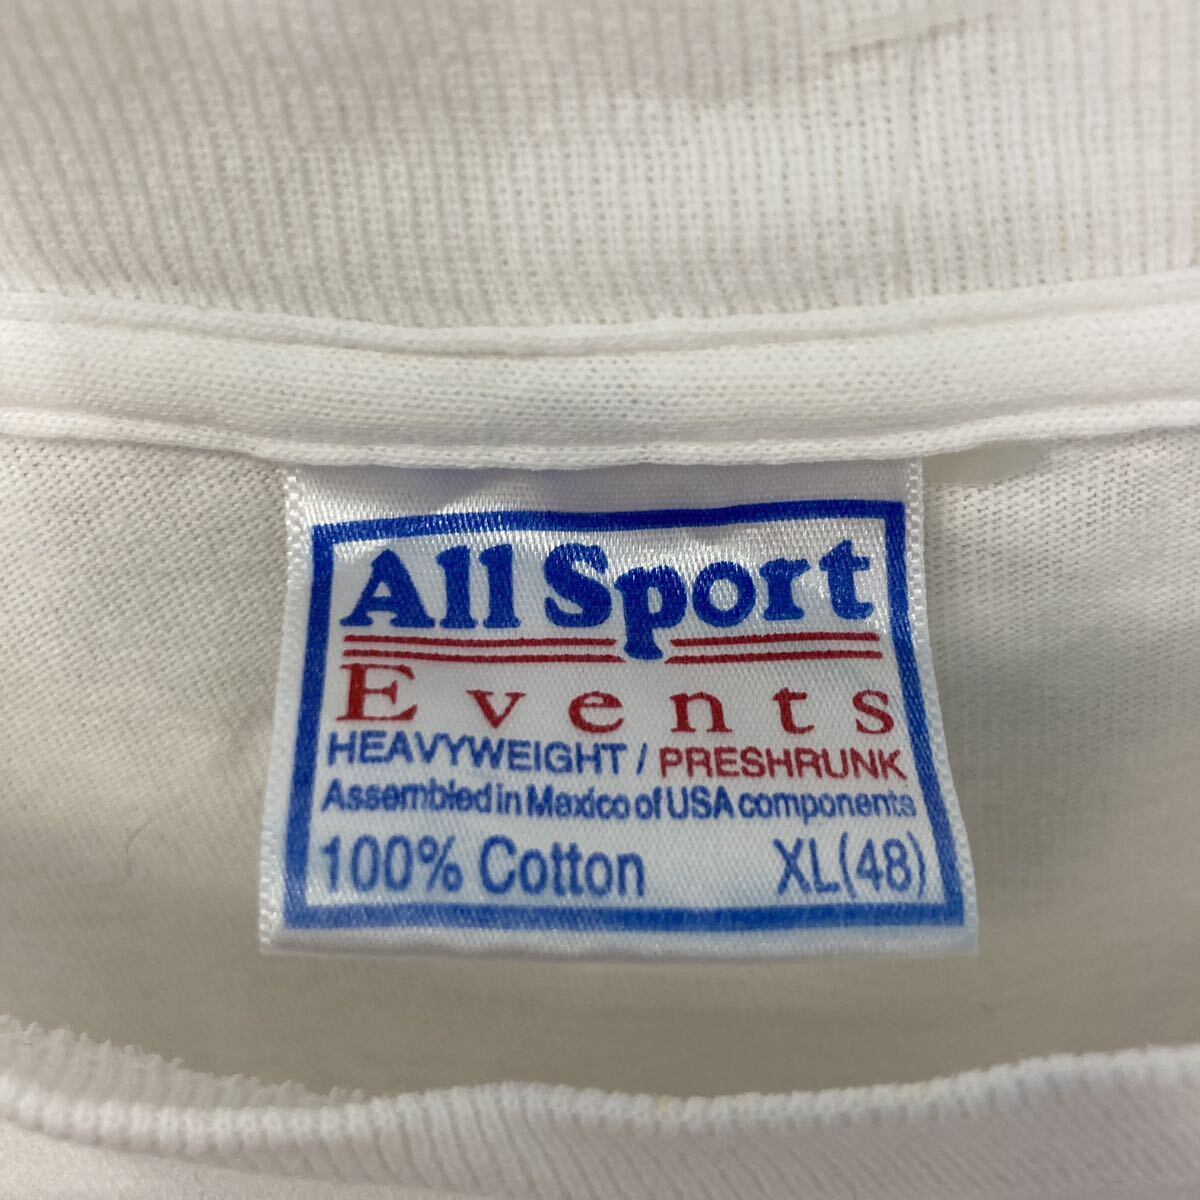 All Sport
Events
HEAVYWEIGHT / PRESHRUNK
Assembled in Mexico of USA components
100% Cotton XL(48)